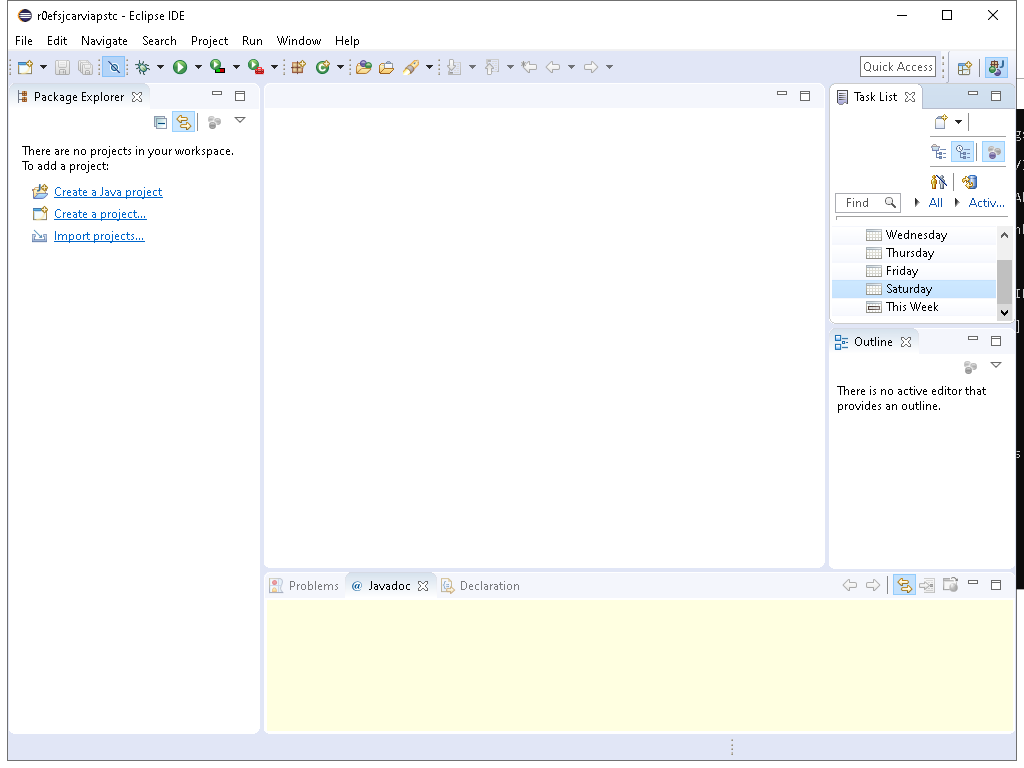 r0efsjcarviapstc - Eclipse IDE
File Edit Navigate Search Project Run Window Help
Quick Access
Package Explorer
Task List
There are no projects in your workspace.
To add a project:
Create a Java project
Create a project...
Import projects...
Find All Activ...
Wednesday
Thursday
Friday
Saturday
This Week
Outline
There is no active editor that
provides an outline.
Problems @ Javadoc Declaration